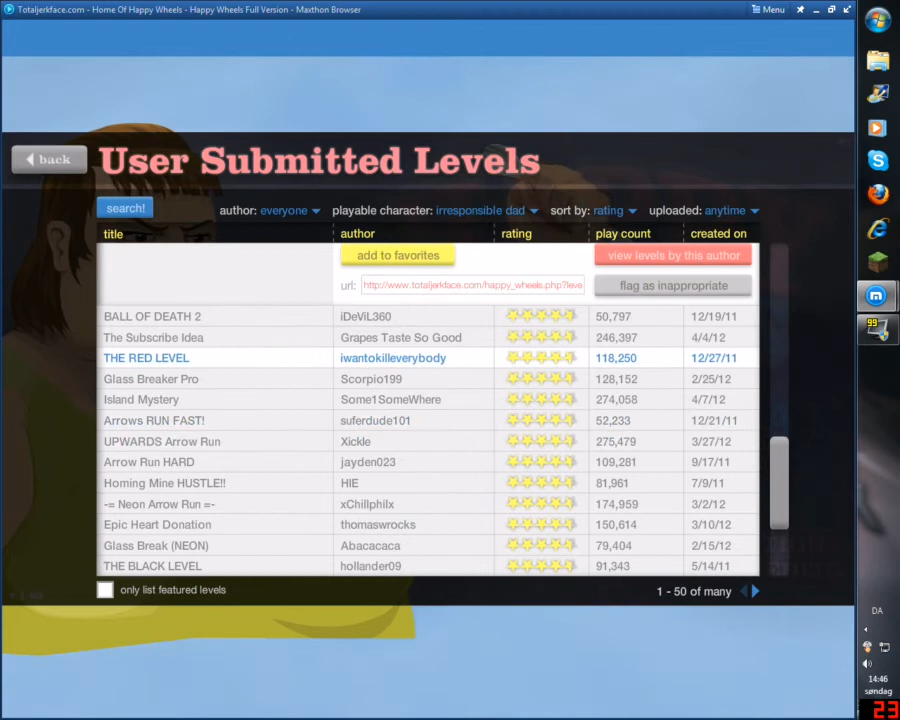 Totaljerkface.com - Home Of Happy Wheels - Happy Wheels Full Version - Maxthon Browser Menu
back User Submitted Levels
search! author: everyone playable character: irresponsible dad sort by: rating uploaded: anytime
title author rating play count created on
add to favorites view levels by this author
url: http://www.totaljerkface.com/happy_wheels.php?leve flag as inappropriate
BALL OF DEATH 2 iDeViL360 50,797 12/19/11
The Subscribe Idea Grapes Taste So Good 246,397 4/4/12
THE RED LEVEL iwantokilleverybody 118,250 12/27/11
Glass Breaker Pro Scorpio199 128,152 2/25/12
Island Mystery Some1SomeWhere 274,058 4/7/12
Arrows RUN FAST! suferdude101 52,233 12/21/11
UPWARDS Arrow Run Xickle 275,479 3/27/12
Arrow Run HARD jayden023 109,281 9/17/11
Homing Mine HUSTLE!! HIE 81,961 7/9/11
-= Neon Arrow Run =- xChillphilx 174,959 3/2/12
Epic Heart Donation thomaswrocks 150,614 3/10/12
Glass Break (NEON) Abacacaca 79,404 2/15/12
THE BLACK LEVEL hollander09 91,343 5/14/11
only list featured levels 1 - 50 of many
99
DA
14:46
søndag
23